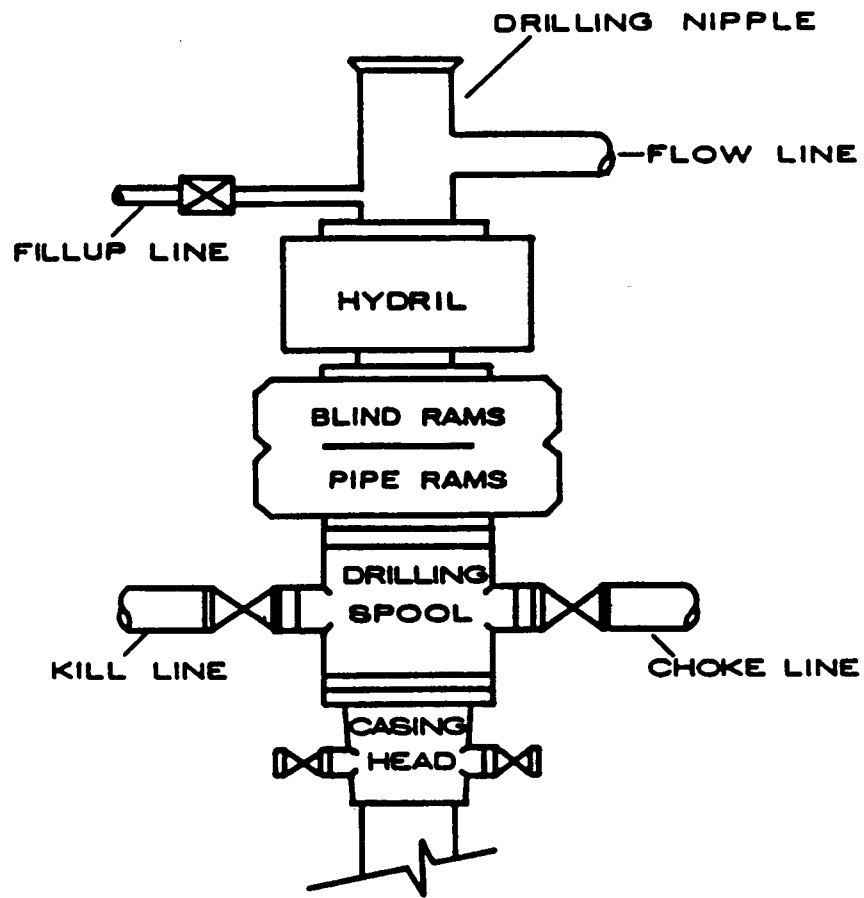 DRILLING NIPPLE
FLOW LINE
FILLUP LINE
HYDRIL
BLIND RAMS
PIPE RAMS
DRILLING
SPOOL
KILL LINE
CHOKE LINE
CASING
HEAD